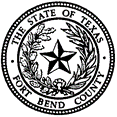 THE STATE OF TEXAS
FORT BEND COUNTY